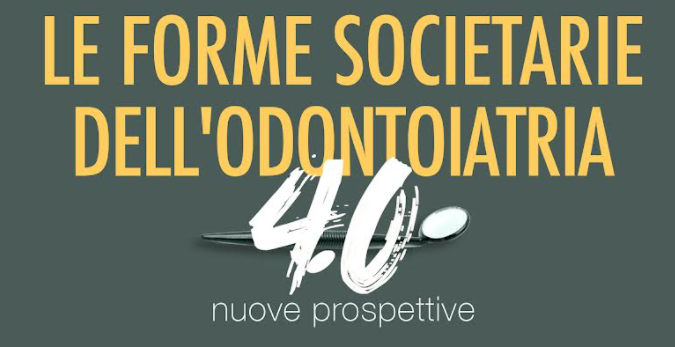 LE FORME SOCIETARIE
DELL'ODONTOIATRIA
4.0
nuove prospettive